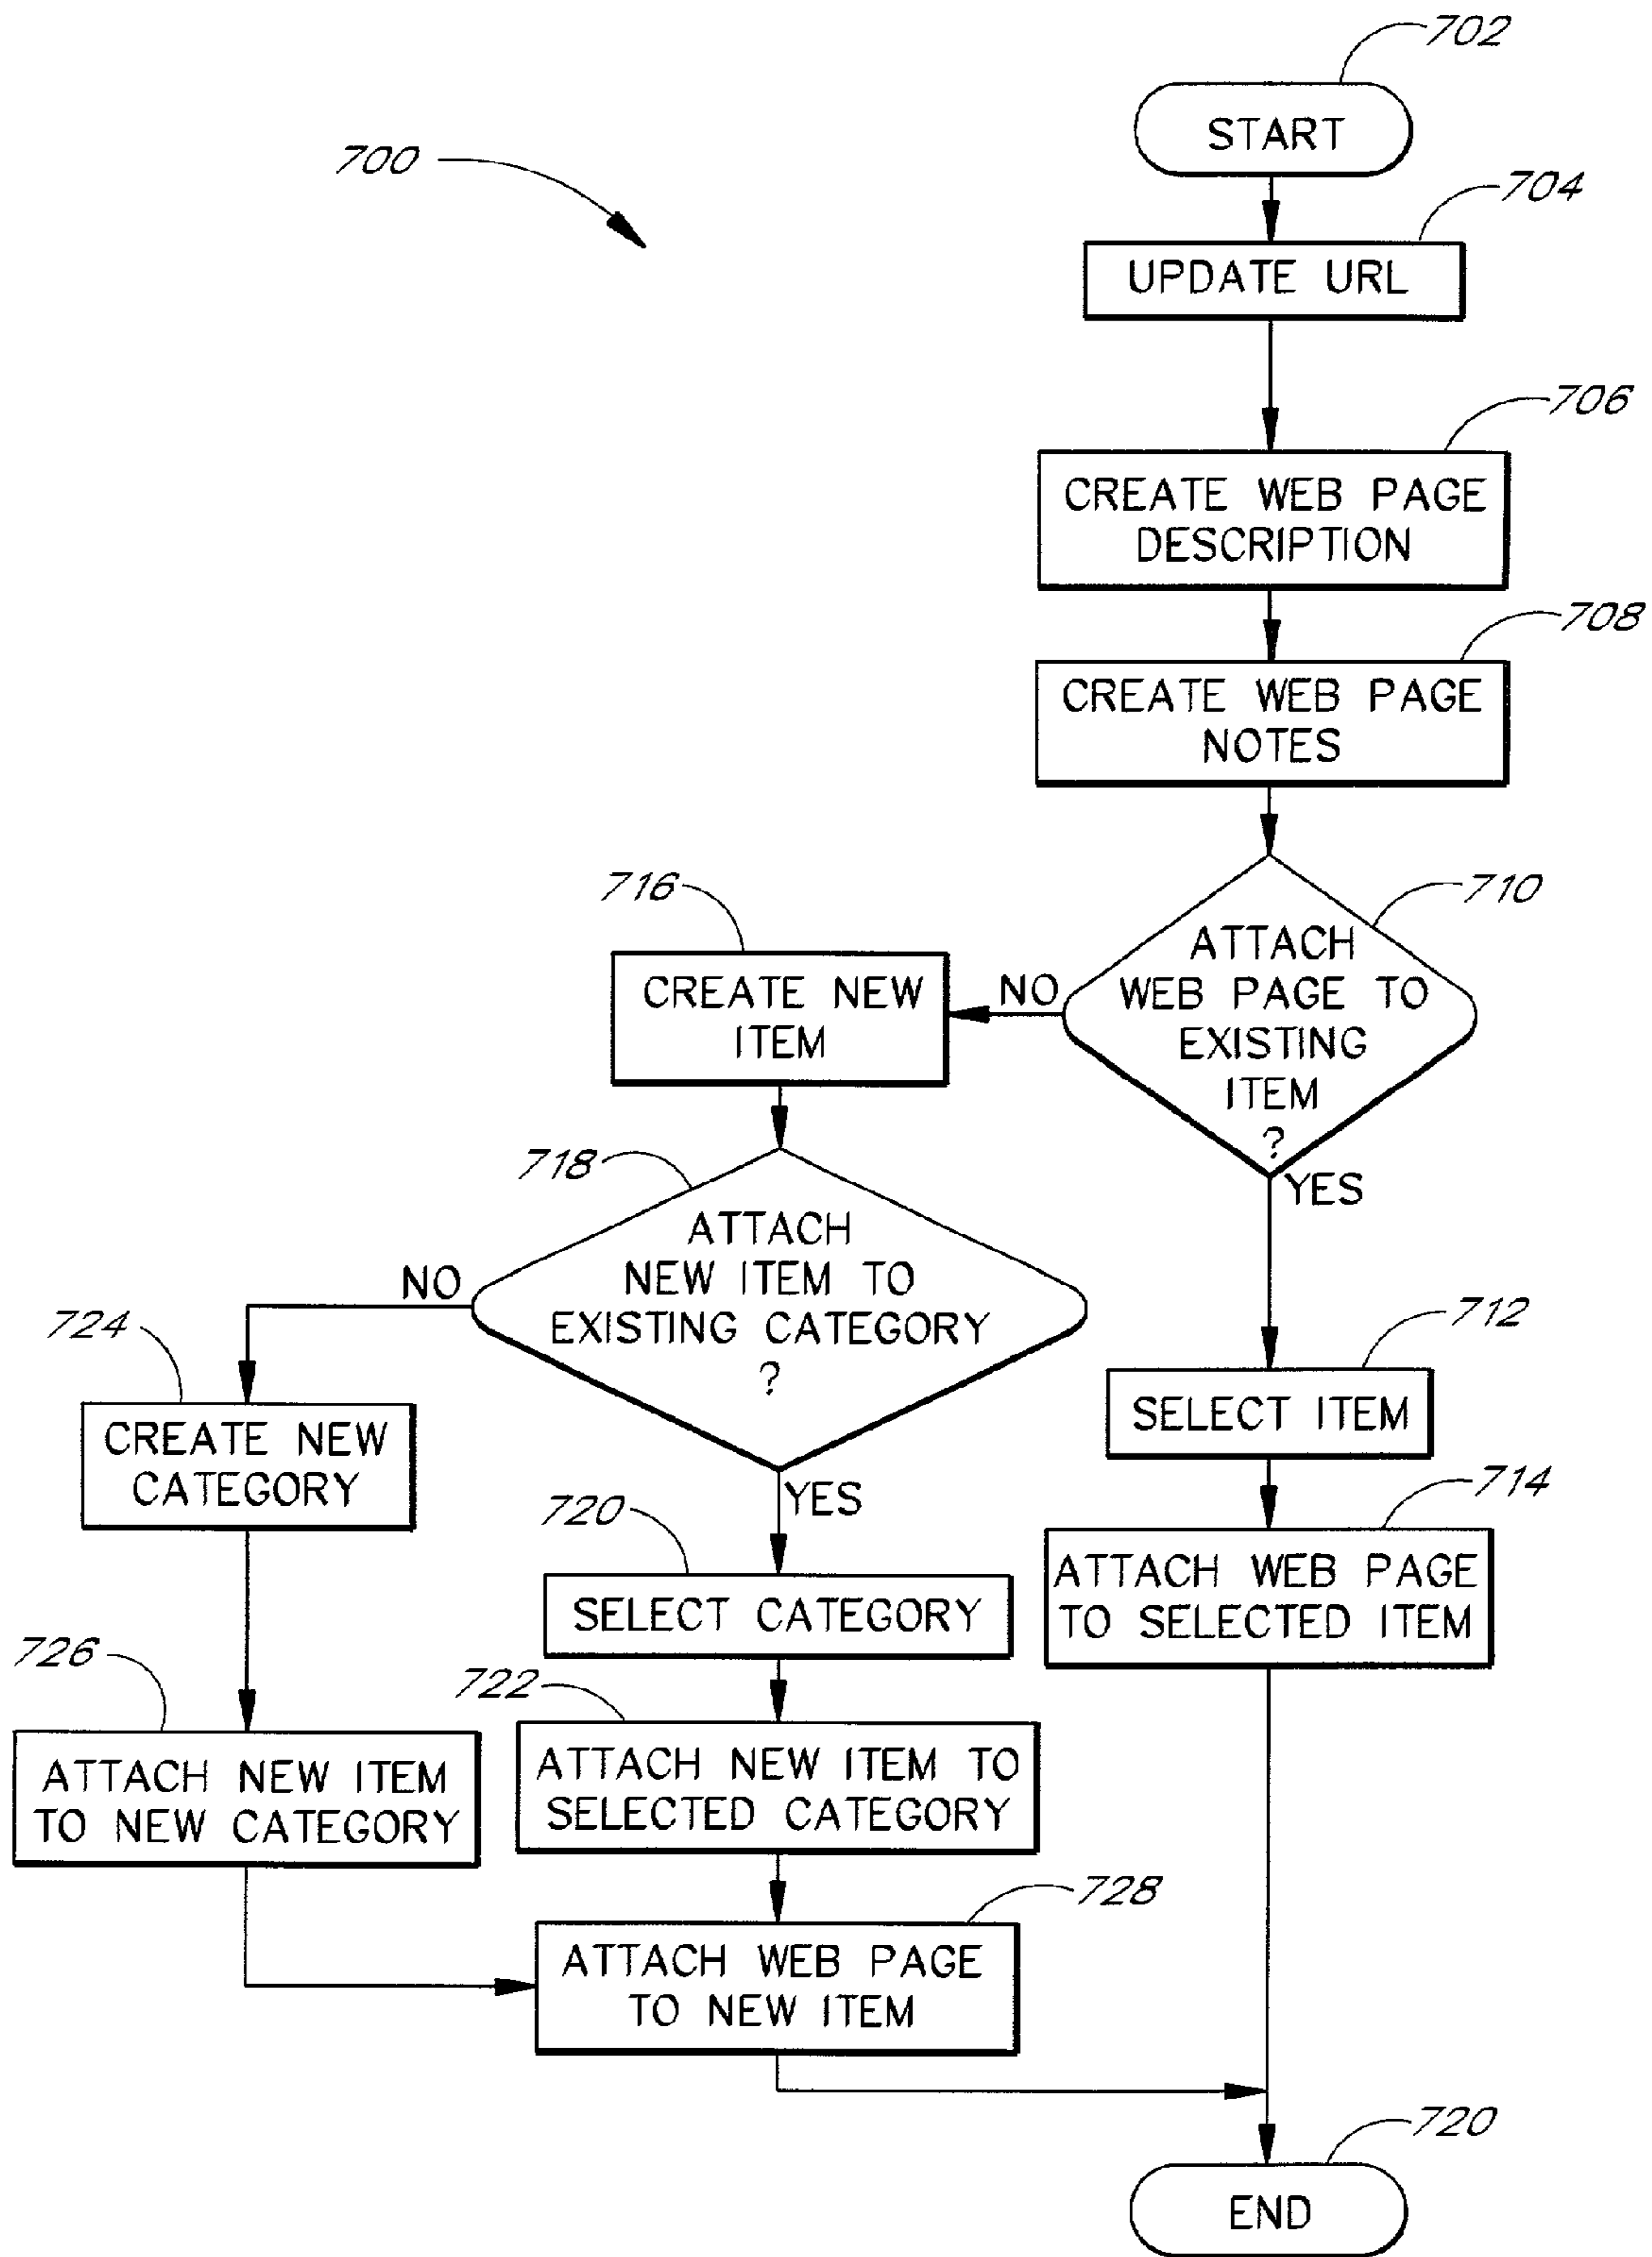 702
START
700
704
UPDATE URL
706
CREATE WEB PAGE
DESCRIPTION
708
CREATE WEB PAGE
NOTES
710
ATTACH
WEB PAGE TO
EXISTING
ITEM
?
NO
YES
716
CREATE NEW
ITEM
718
ATTACH
NEW ITEM TO
EXISTING CATEGORY
?
NO
YES
712
SELECT ITEM
714
ATTACH WEB PAGE
TO SELECTED ITEM
724
CREATE NEW
CATEGORY
720
SELECT CATEGORY
726
ATTACH NEW ITEM
TO NEW CATEGORY
722
ATTACH NEW ITEM TO
SELECTED CATEGORY
728
ATTACH WEB PAGE
TO NEW ITEM
720
END